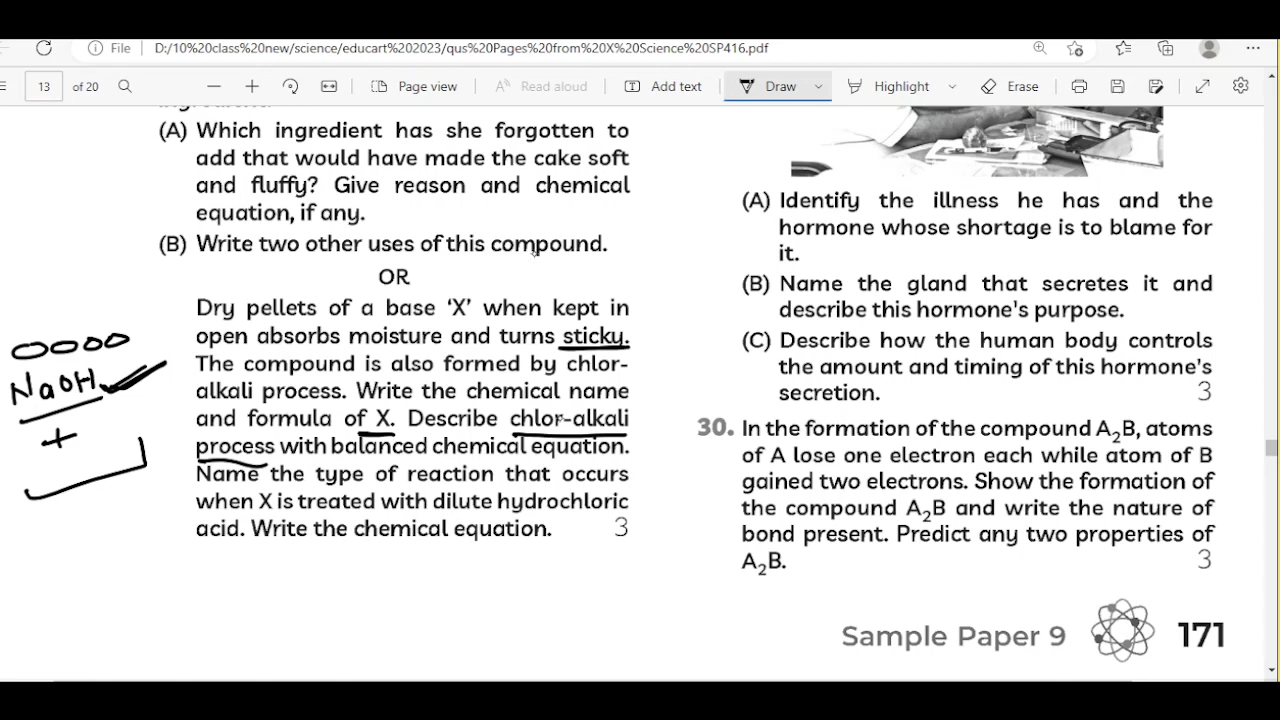 File
D:/10%20class%20new/science/educart%202023/qus%20Pages%20from%20X%20Science%20SP416.pdf
13 of 20
Page view
Read aloud
Add text
Draw
Highlight
Erase
(A) Which ingredient has she forgotten to
add that would have made the cake soft
and fluffy? Give reason and chemical
equation, if any.
(B) Write two other uses of this compound.
OR
Dry pellets of a base ‘X’ when kept in
open absorbs moisture and turns sticky.
The compound is also formed by chlor-
alkali process. Write the chemical name
and formula of X. Describe chlor-alkali
process with balanced chemical equation.
Name the type of reaction that occurs
when X is treated with dilute hydrochloric
acid. Write the chemical equation. 3
NaOH
+
(A) Identify the illness he has and the
hormone whose shortage is to blame for
it.
(B) Name the gland that secretes it and
describe this hormone's purpose.
(C) Describe how the human body controls
the amount and timing of this hormone's
secretion. 3
30. In the formation of the compound A₂B, atoms
of A lose one electron each while atom of B
gained two electrons. Show the formation of
the compound A₂B and write the nature of
bond present. Predict any two properties of
A₂B. 3
Sample Paper 9 171